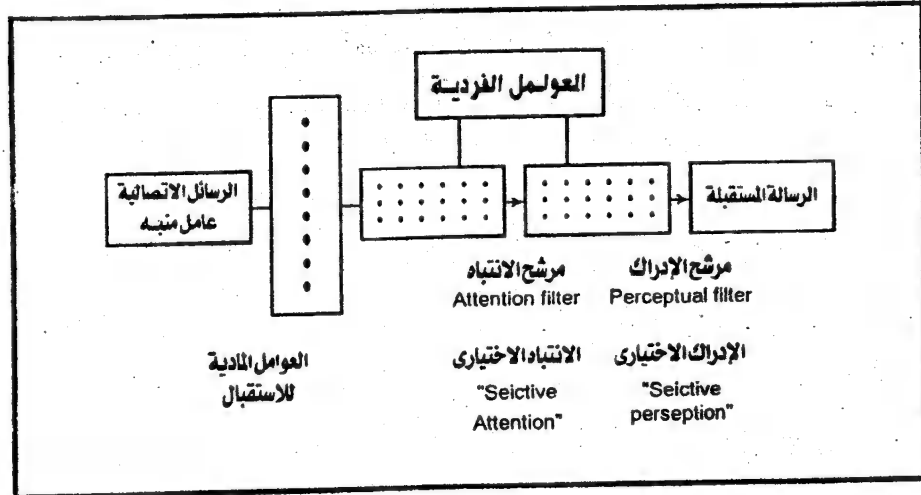 العولمل الفردية
الرسائل الاتصالية
عامل منبه
الرسالة المستقبلة
مرشح الانتباه
Attention filter
مرشح الإدراك
Perceptual filter
العوامل المادية
للاستقبال
الانتباه الاختيارى
"Seictive
Attention"
الإدراك الاختيارى
"Seictive
perseption"